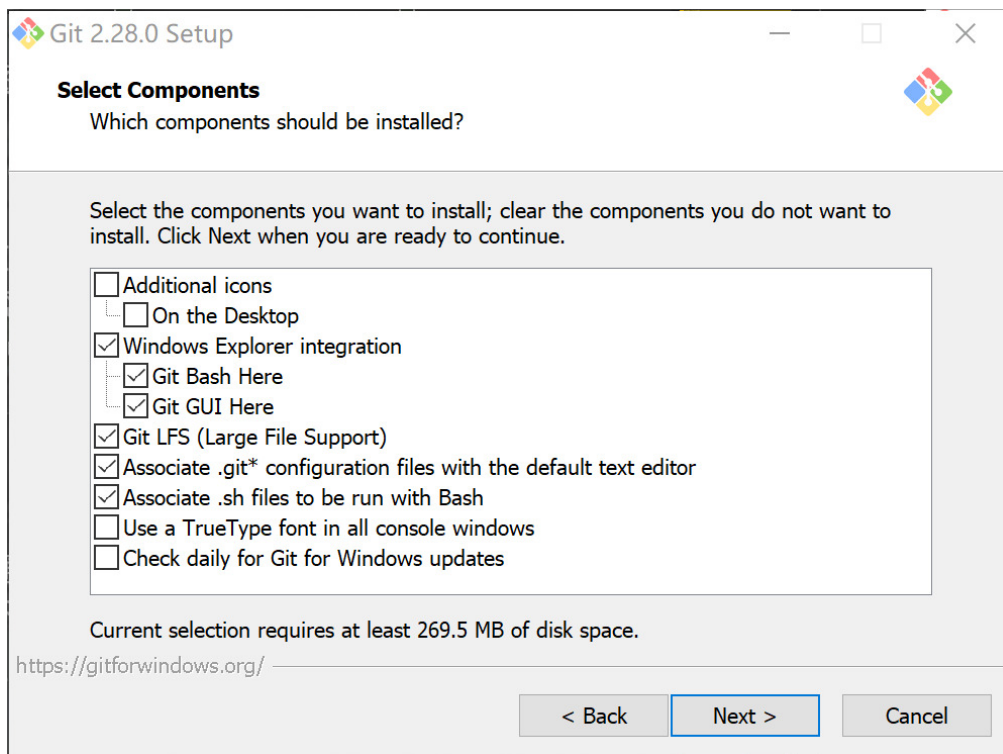 Git 2.28.0 Setup
Select Components
Which components should be installed?
Select the components you want to install; clear the components you do not want to
install. Click Next when you are ready to continue.
Additional icons
On the Desktop
Windows Explorer integration
Git Bash Here
Git GUI Here
Git LFS (Large File Support)
Associate .git* configuration files with the default text editor
Associate .sh files to be run with Bash
Use a TrueType font in all console windows
Check daily for Git for Windows updates
Current selection requires at least 269.5 MB of disk space.
https://gitforwindows.org/
< Back
Next >
Cancel